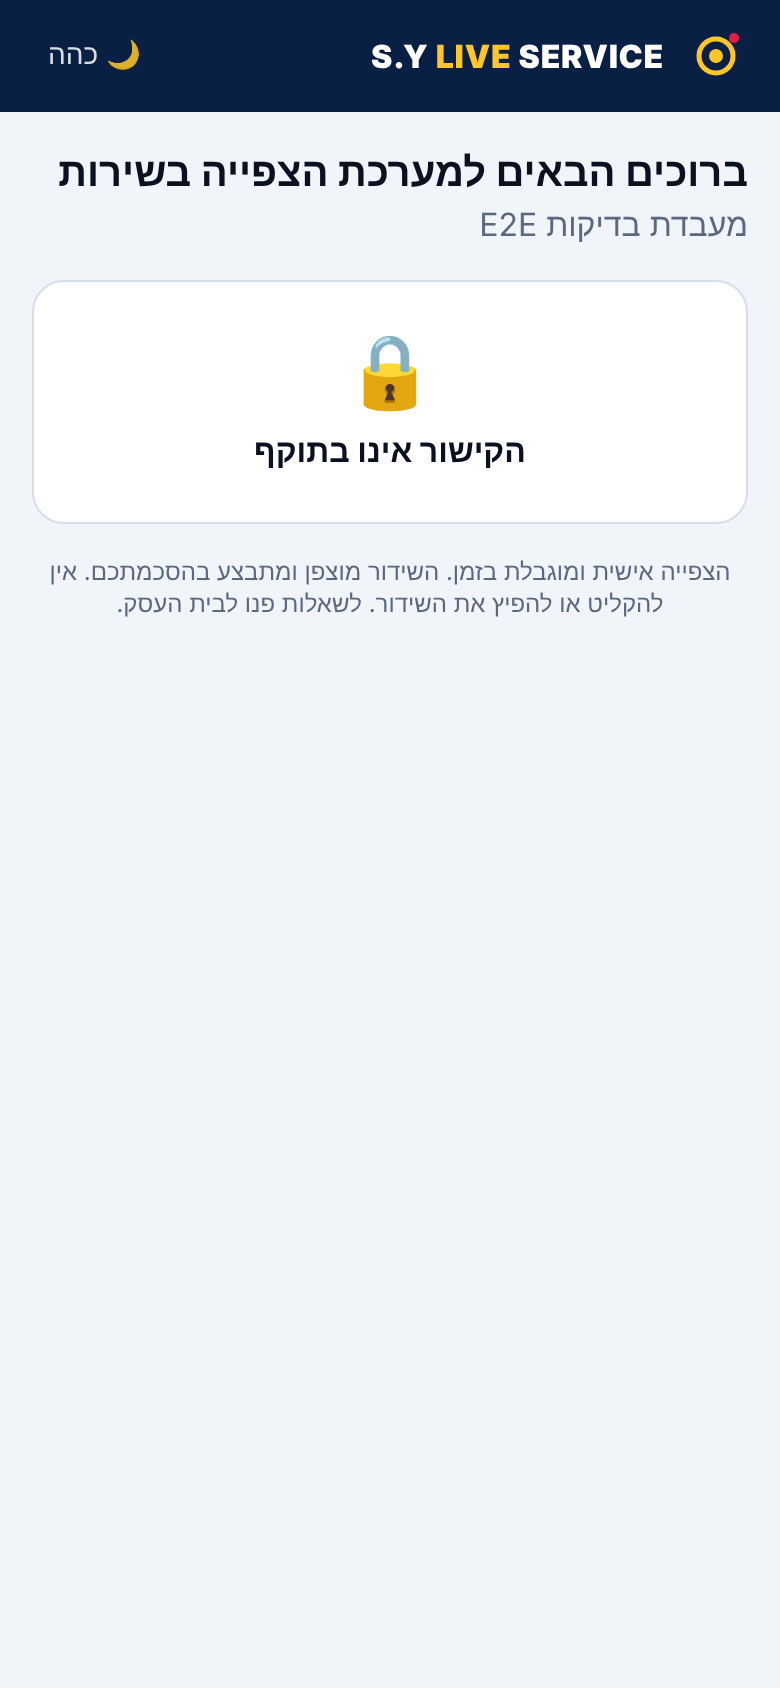 S.Y LIVE SERVICE
🌙 כהה
ברוכים הבאים למערכת הצפייה בשירות
מעבדת בדיקות E2E
הקישור אינו בתוקף
הצפייה אישית ומוגבלת בזמן. השידור מוצפן ומתבצע בהסכמתכם. אין
להקליט או להפיץ את השידור. לשאלות פנו לבית העסק.